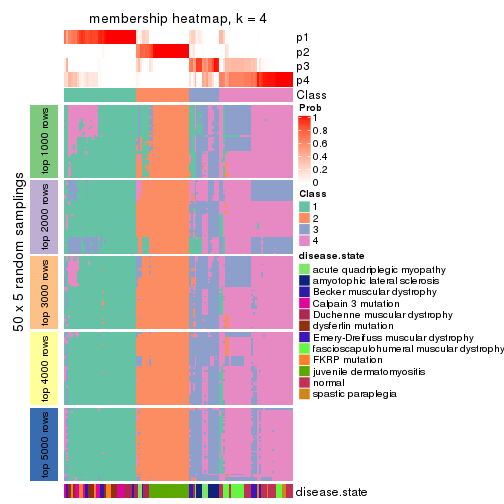 membership heatmap, k = 4
p1
p2
p3
p4
Class
50 x 5 random samplings
top 1000 rows
top 2000 rows
top 3000 rows
top 4000 rows
top 5000 rows
Prob
1
0.8
0.6
0.4
0.2
0
Class
1
2
3
4
disease.state
acute quadriplegic myopathy
amyotophic lateral sclerosis
Becker muscular dystrophy
Calpain 3 mutation
Duchenne muscular dystrophy
dysferlin mutation
Emery-Dreifuss muscular dystrophy
fascioscapulohumeral muscular dystrophy
FKRP mutation
juvenile dermatomyositis
normal
spastic paraplegia
disease.state